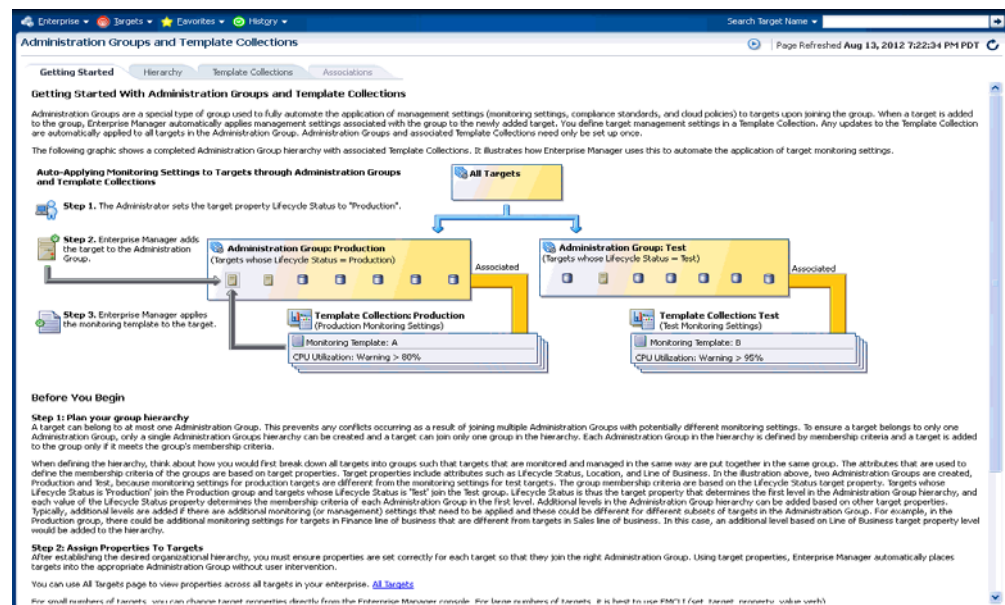 Enterprise Targets Favorites History Search Target Name
Administration Groups and Template Collections Page Refreshed Aug 13, 2012 7:22:34 PM PDT
Getting Started Hierarchy Template Collections Associations
Getting Started With Administration Groups and Template Collections
Administration Groups are a special type of group used to fully automate the application of management settings (monitoring settings, compliance standards, and cloud policies) to targets upon joining the group. When a target is added
to the group, Enterprise Manager automatically applies management settings associated with the group to the newly added target. You define target management settings in a Template Collection. Any updates to the Template Collection
are automatically applied to all targets in the Administration Group. Administration Groups and associated Template Collections need only be set up once.
The following graphic shows a completed Administration Group hierarchy with associated Template Collections. It illustrates how Enterprise Manager uses this to automate the application of target monitoring settings.
Auto-Applying Monitoring Settings to Targets through Administration Groups
and Template Collections
All Targets
Step 1. The Administrator sets the target property Lifecycle Status to "Production".
Step 2. Enterprise Manager adds
the target to the Administration
Group.
Administration Group: Production
(Targets whose Lifecycle Status = Production)
Associated
Administration Group: Test
(Targets whose Lifecycle Status = Test)
Associated
Step 3. Enterprise Manager applies
the monitoring template to the target.
Template Collection: Production
(Production Monitoring Settings)
Monitoring Template: A
CPU Utilization: Warning > 80%
Template Collection: Test
(Test Monitoring Settings)
Monitoring Template: B
CPU Utilization: Warning > 95%
Before You Begin
Step 1: Plan your group hierarchy
A target can belong to at most one Administration Group. This prevents any conflicts occurring as a result of joining multiple Administration Groups with potentially different monitoring settings. To ensure a target belongs to only one
Administration Group, only a single Administration Groups hierarchy can be created and a target can join only one group in the hierarchy. Each Administration Group in the hierarchy is defined by membership criteria and a target is added
to the group only if it meets the group's membership criteria.
When defining the hierarchy, think about how you would first break down all targets into groups such that targets that are monitored and managed in the same way are put together in the same group. The attributes that are used to
define the membership criteria of the groups are based on target properties. Target properties include attributes such as Lifecycle Status, Location, and Line of Business. In the illustration above, two Administration Groups are created,
Production and Test, because monitoring settings for production targets are different from the monitoring settings for test targets. The group membership criteria are based on the Lifecycle Status target property. Targets whose
Lifecycle Status is 'Production' join the Production group and targets whose Lifecycle Status is 'Test' join the Test group. Lifecycle Status is thus the target property that determines the first level in the Administration Group hierarchy, and
each value of the Lifecycle Status property determines the membership criteria of each Administration Group in the first level. Additional levels in the Administration Group hierarchy can be added based on other target properties.
Typically, additional levels are added if there are additional monitoring (or management) settings that need to be applied and these could be different for different subsets of targets in the Administration Group. For example, in the
Production group, there could be additional monitoring settings for targets in Finance line of business that are different from targets in Sales line of business. In this case, an additional level based on Line of Business target property level
would be added to the hierarchy.
Step 2: Assign Properties To Targets
After establishing the desired organizational hierarchy, you must ensure properties are set correctly for each target so that they join the right Administration Group. Using target properties, Enterprise Manager automatically places
targets into the appropriate Administration Group without user intervention.
You can use All Targets page to view properties across all targets in your enterprise. All Targets
For small numbers of targets, you can change target properties directly from the Enterprise Manager console. For large numbers of targets, it is best to use EMCLI (set_target_property_value verb)